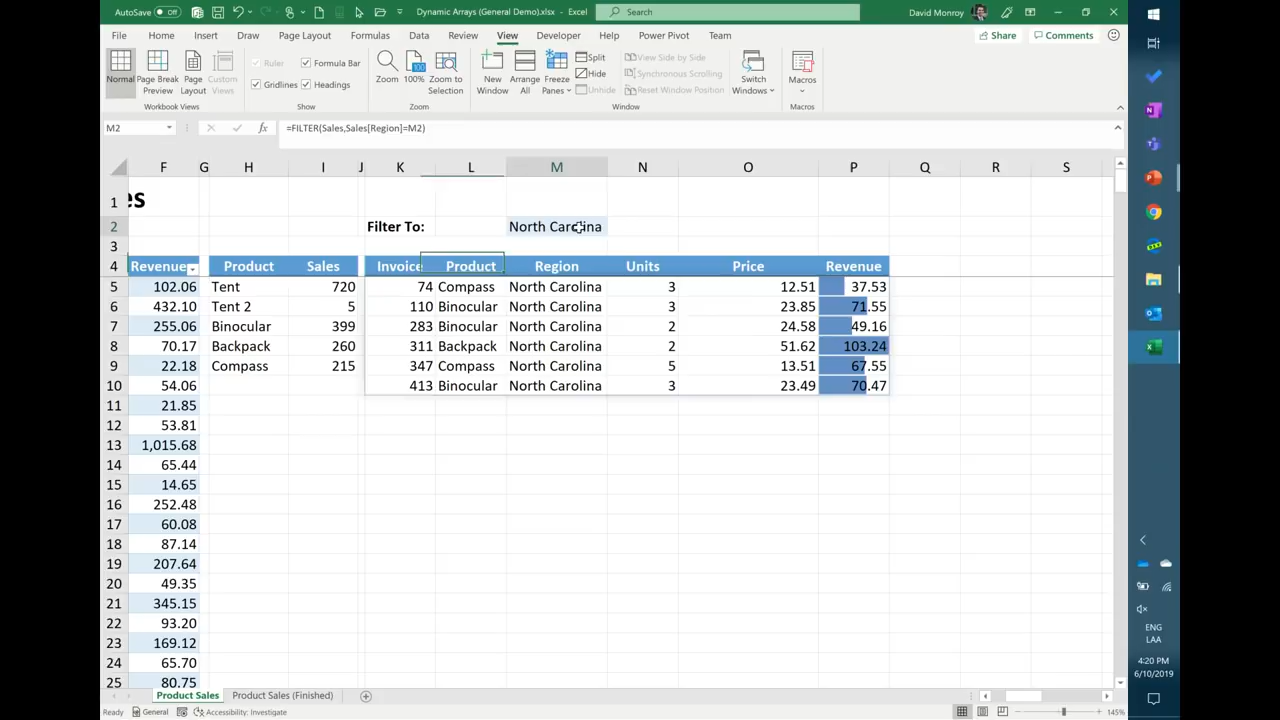 AutoSave Off Dynamic Arrays (General Demo).xlsx - Excel Search David Monroy
File Home Insert Draw Page Layout Formulas Data Review View Developer Help Power Pivot Team Share Comments
Normal Page Break Preview Page Layout Custom Views Ruler Formula Bar Gridlines Headings Zoom 100% Zoom to Selection New Window Arrange All Freeze Panes Split Hide Unhide View Side by Side Synchronous Scrolling Reset Window Position Switch Windows Macros
Workbook Views Show Zoom Window Macros
M2 fx =FILTER(Sales,Sales[Region]=M2)
F G H I J K L M N O P Q R S
1 es
2 Filter To: North Carolina
3
4 Revenue Product Sales Invoice Product Region Units Price Revenue
5 102.06 Tent 720 74 Compass North Carolina 3 12.51 37.53
6 432.10 Tent 2 5 110 Binocular North Carolina 3 23.85 71.55
7 255.06 Binocular 399 283 Binocular North Carolina 2 24.58 49.16
8 70.17 Backpack 260 311 Backpack North Carolina 2 51.62 103.24
9 22.18 Compass 215 347 Compass North Carolina 5 13.51 67.55
10 54.06 413 Binocular North Carolina 3 23.49 70.47
11 21.85
12 53.81
13 1,015.68
14 65.44
15 14.65
16 252.48
17 60.08
18 87.14
19 207.64
20 49.35
21 345.15
22 93.20
23 169.12
24 65.70
25 80.75
Product Sales Product Sales (Finished)
Ready General Accessibility: Investigate 145%
ENG
LAA
4:20 PM
6/10/2019